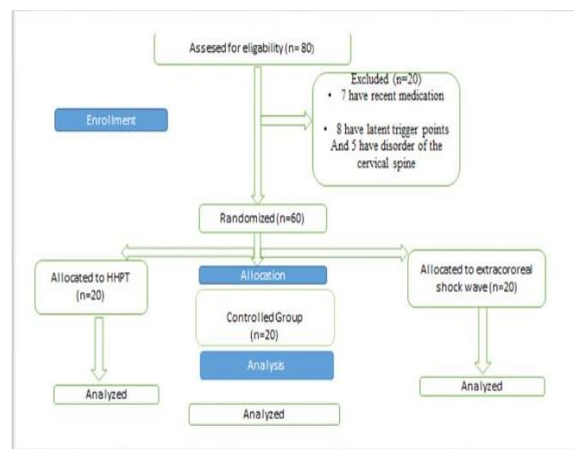 Assesed for eligability (n= 80)
Excluded (n=20)
• 7 have recent medication
• 8 have latent trigger points
And 5 have disorder of the
cervical spine
Enrollment
Randomized (n=60)
Allocated to HHPT
(n=20)
Allocation
Controlled Group
(n=20)
Analysis
Allocated to extracororeal
shock wave (n=20)
Analyzed
Analyzed
Analyzed